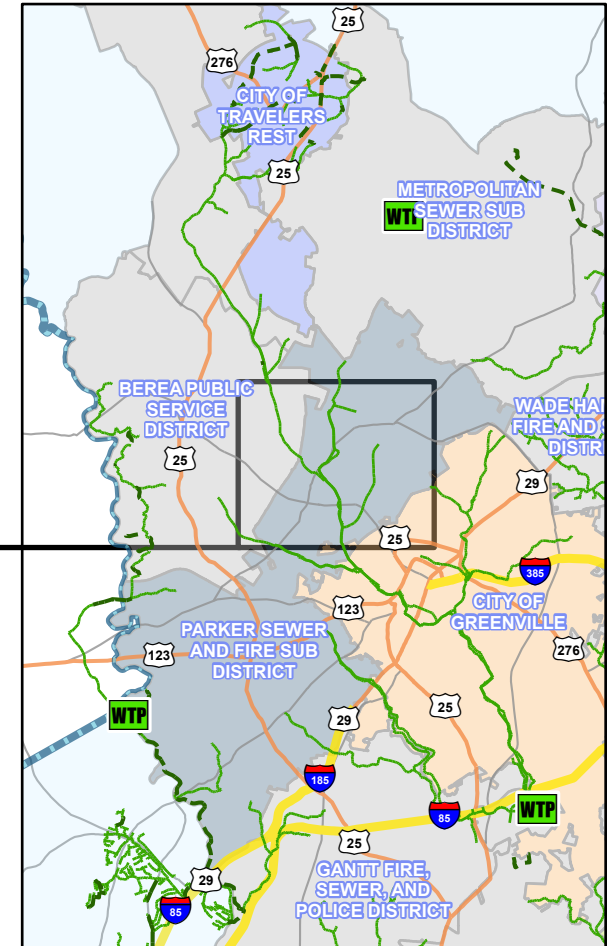 25
276
CITY OF
TRAVELERS
REST
25
METROPOLITAN
SEWER SUB
DISTRICT
BEREA PUBLIC
SERVICE
DISTRICT
FIRE AND
25
29
25
385
123
CITY OF
GREENVILLE
PARKER SEWER
AND FIRE SUB
DISTRICT
123
276
25
WTP
29
185
85
WTP
25
GANTT FIRE,
SEWER, AND
POLICE DISTRICT
29
85